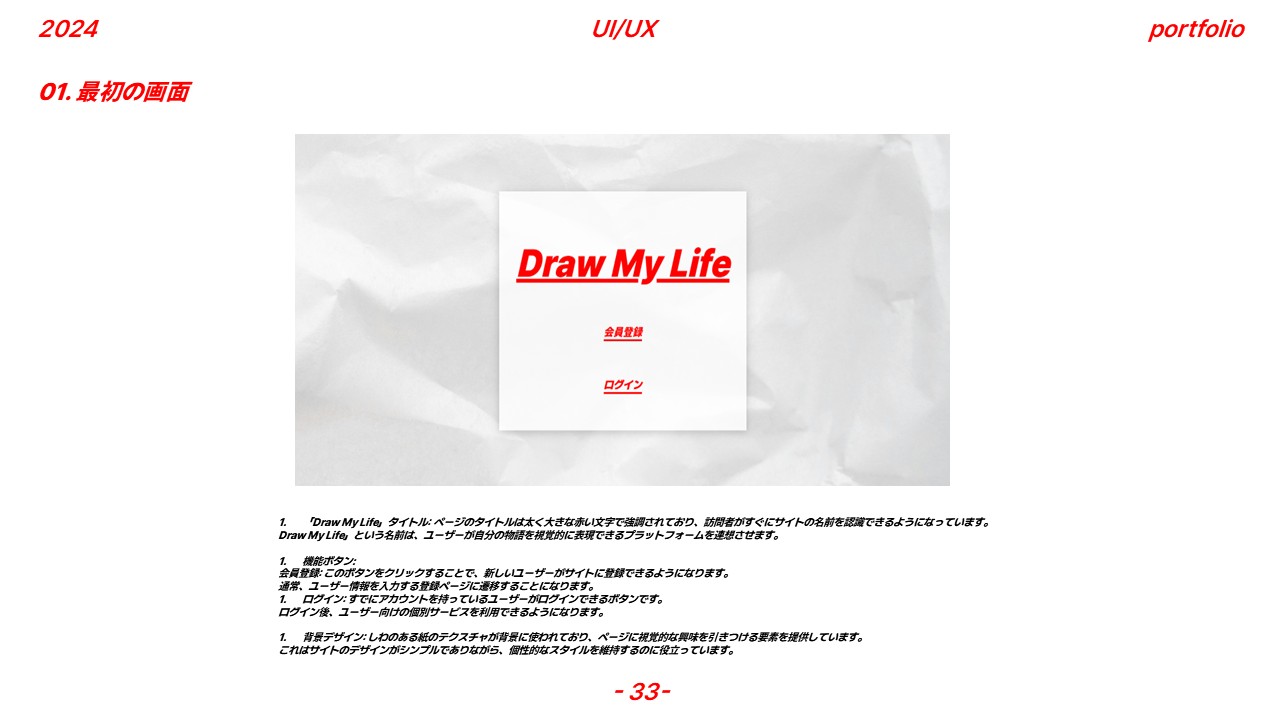 2024
UI/UX
portfolio
01. 最初の画面
Draw My Life
会員登録
ログイン
1. 「Draw My Life」タイトル: ページのタイトルは太く大きな赤い文字で強調されており、訪問者がすぐにサイトの名前を認識できるようになっています。
Draw My Life」という名前は、ユーザーが自分の物語を視覚的に表現できるプラットフォームを連想させます。
1. 機能ボタン:
会員登録: このボタンをクリックすることで、新しいユーザーがサイトに登録できるようになります。
通常、ユーザー情報を入力する登録ページに遷移することになります。
1. ログイン: すでにアカウントを持っているユーザーがログインできるボタンです。
ログイン後、ユーザー向けの個別サービスを利用できるようになります。
1. 背景デザイン: しわのある紙のテクスチャが背景に使われており、ページに視覚的な興味を引きつける要素を提供しています。
これはサイトのデザインがシンプルでありながら、個性的なスタイルを維持するのに役立っています。
- 33-